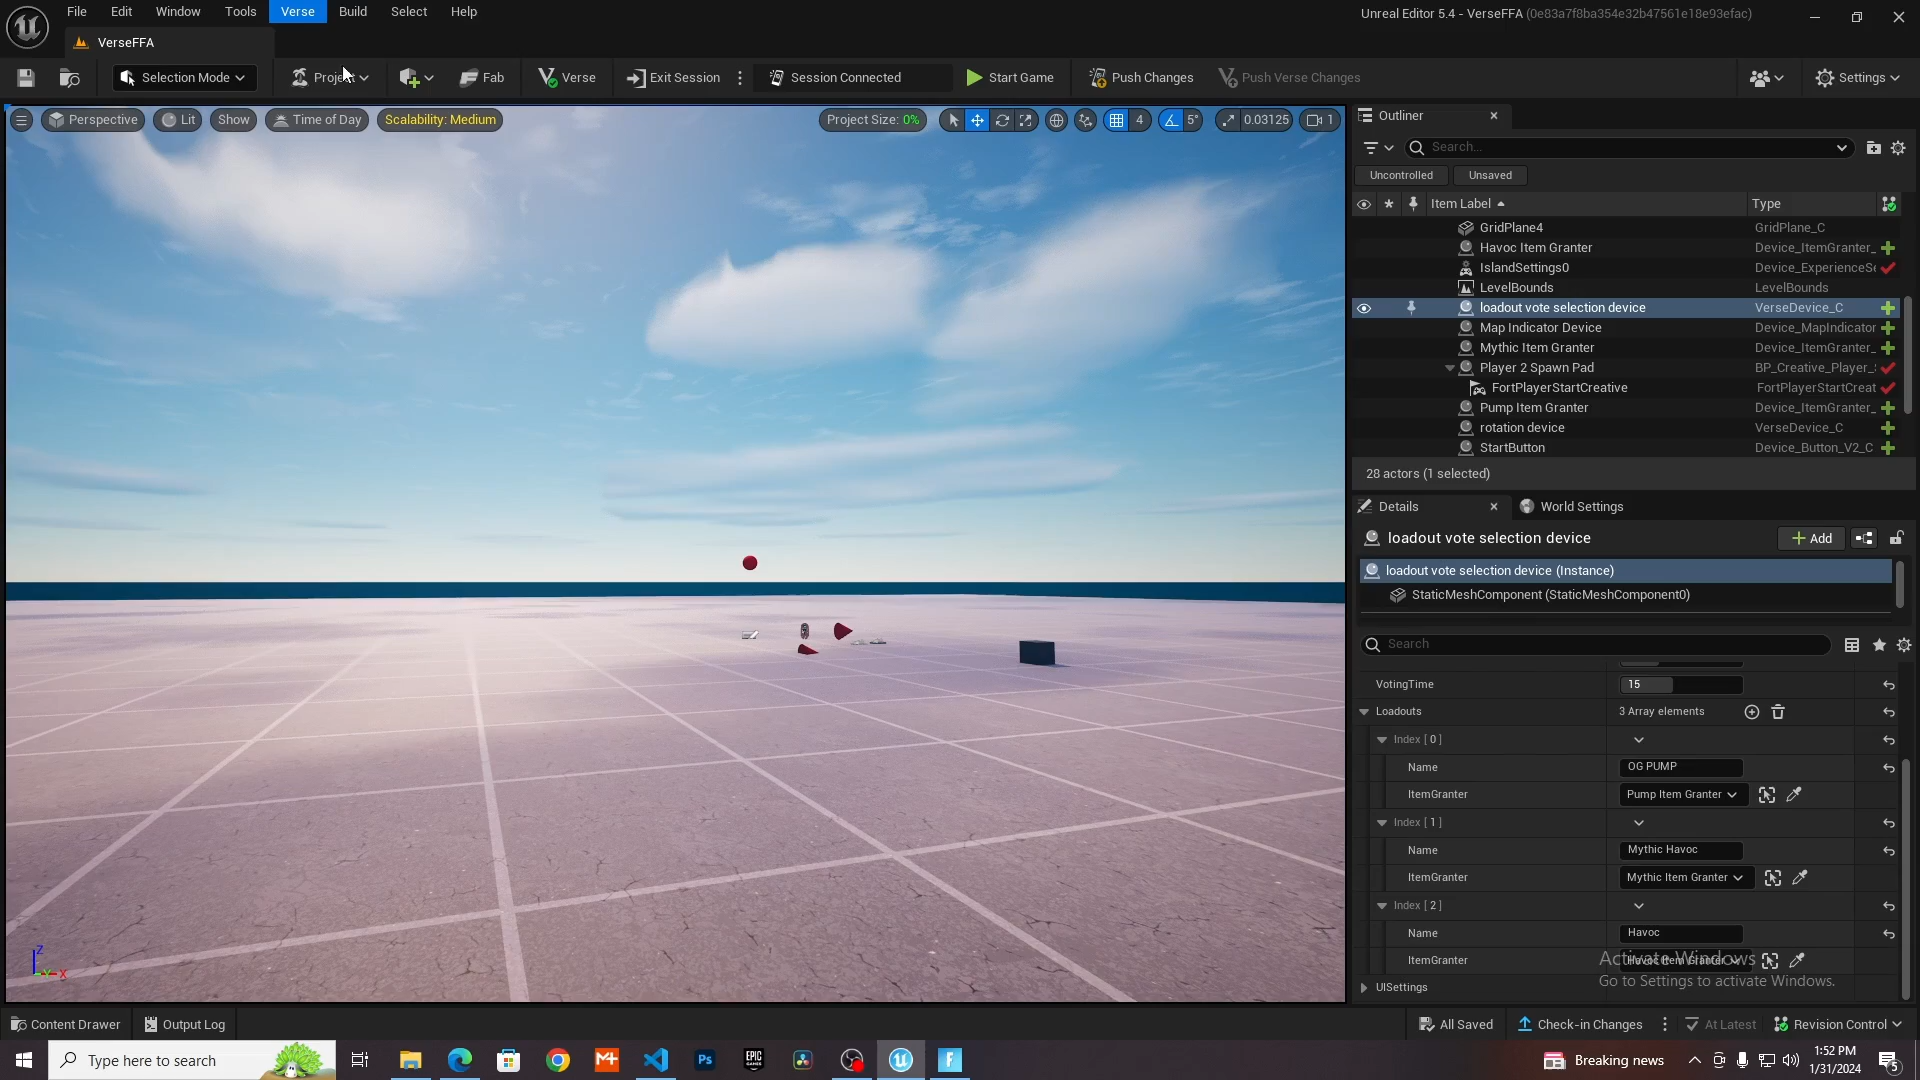 File Edit Window Tools Verse Build Select Help
Unreal Editor 5.4 - VerseFFA (0e83a7f8ba354e32b47561e18e93efac)
VerseFFA
Selection Mode Project Fab Verse Exit Session Session Connected Start Game Push Changes Push Verse Changes Settings
Perspective Lit Show Time of Day Scalability: Medium Project Size: 0% 4 5° 0.03125 1
Outliner
Search...
Uncontrolled Unsaved
Item Label Type
GridPlane4 GridPlane_C
Havoc Item Granter Device_ItemGranter_
IslandSettings0 Device_ExperienceSe
LevelBounds LevelBounds
loadout vote selection device VerseDevice_C
Map Indicator Device Device_MapIndicator
Mythic Item Granter Device_ItemGranter_
Player 2 Spawn Pad BP_Creative_Player_
FortPlayerStartCreative FortPlayerStartCreat
Pump Item Granter Device_ItemGranter_
rotation device VerseDevice_C
StartButton Device_Button_V2_C
28 actors (1 selected)
Details World Settings
loadout vote selection device Add
loadout vote selection device (Instance)
StaticMeshComponent (StaticMeshComponent0)
Search
VotingTime 15
Loadouts 3 Array elements
Index [ 0 ]
Name OG PUMP
ItemGranter Pump Item Granter
Index [ 1 ]
Name Mythic Havoc
ItemGranter Mythic Item Granter
Index [ 2 ]
Name Havoc
ItemGranter Havoc Item Granter
Activate Windows
Go to Settings to activate Windows.
UISettings
Z
Y X
Content Drawer Output Log All Saved Check-in Changes At Latest Revision Control
Type here to search
M+
Ps
EPIC GAMES
F
Breaking news
1:52 PM
1/31/2024
5